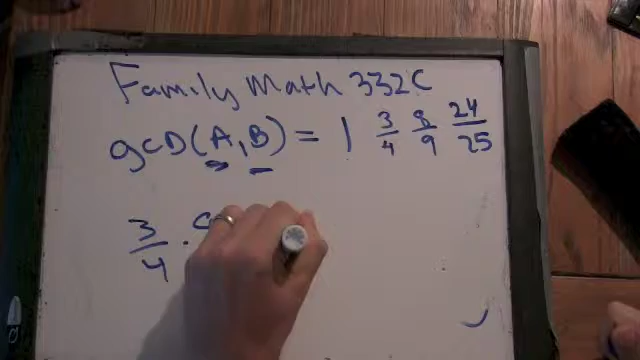 Family Math 332C
gcD(A,B) = 1 3/4 8/9 24/25
3/4 ·